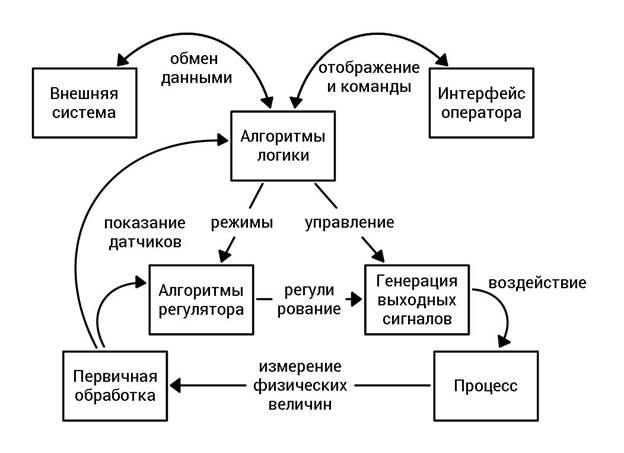 обмен
данными
отображение
и команды
Внешняя
система
Интерфейс
оператора
Алгоритмы
логики
показание
датчиков
режимы
управление
Алгоритмы
регулятора
регули
рование
Генерация
выходных
сигналов
воздействие
Первичная
обработка
измерение
физических
величин
Процесс